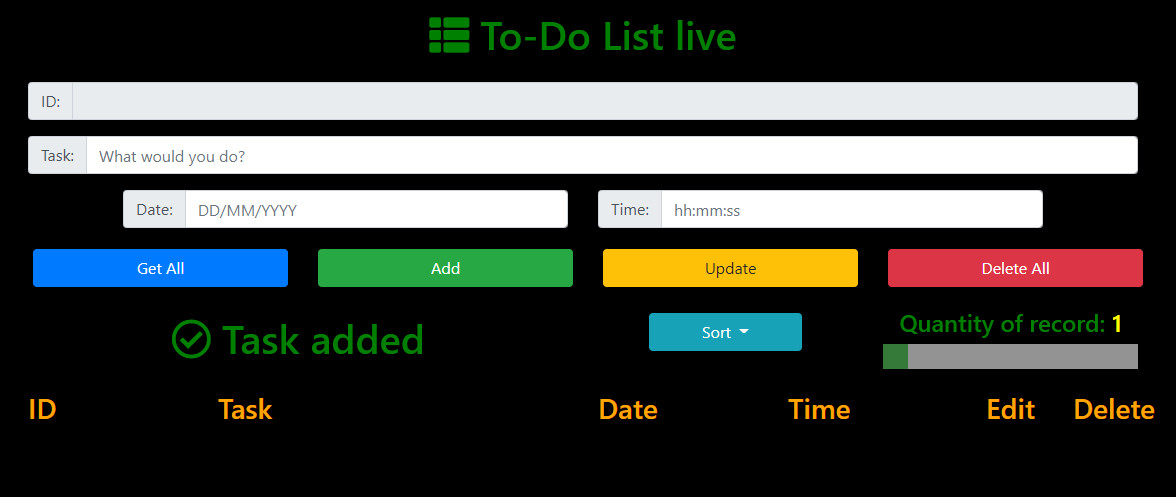 To-Do List live
ID:
Task: What would you do?
Date: DD/MM/YYYY Time: hh:mm:ss
Get All Add Update Delete All
Task added Sort Quantity of record: 1
ID Task Date Time Edit Delete